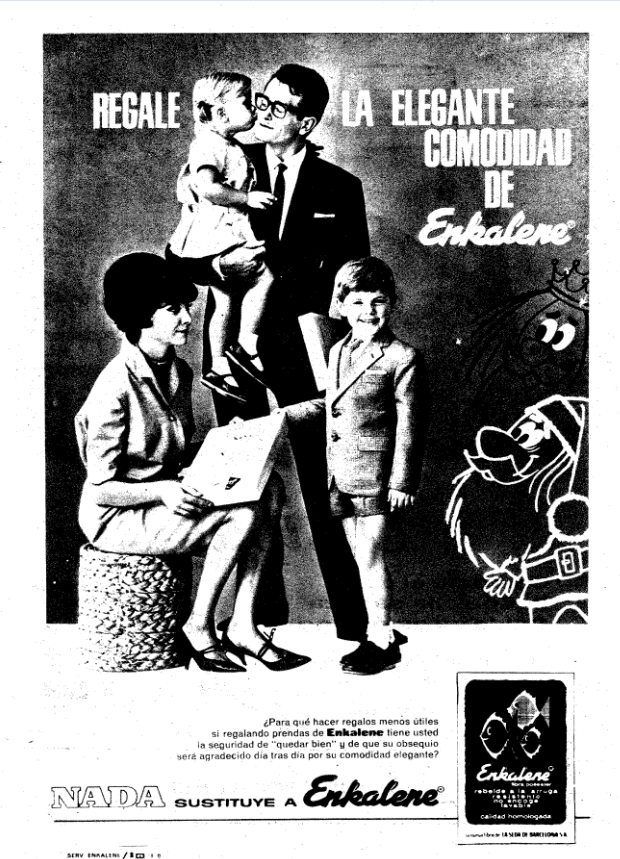 REGALE LA ELEGANTE
COMODIDAD
DE
Enkalene®
¿Para qué hacer regalos menos útiles
si regalando prendas de Enkalene tiene usted
la seguridad de "quedar bien" y de que su obsequio
será agradecido día tras día por su comodidad elegante?
NADA SUSTITUYE A Enkalene®
Enkalene®
fibra poliéster
rebelde a la arruga
resistente
no encoge
lavable
calidad homologada
LA SEDA DE BARCELONA S.A.
SERV ENKALENE /